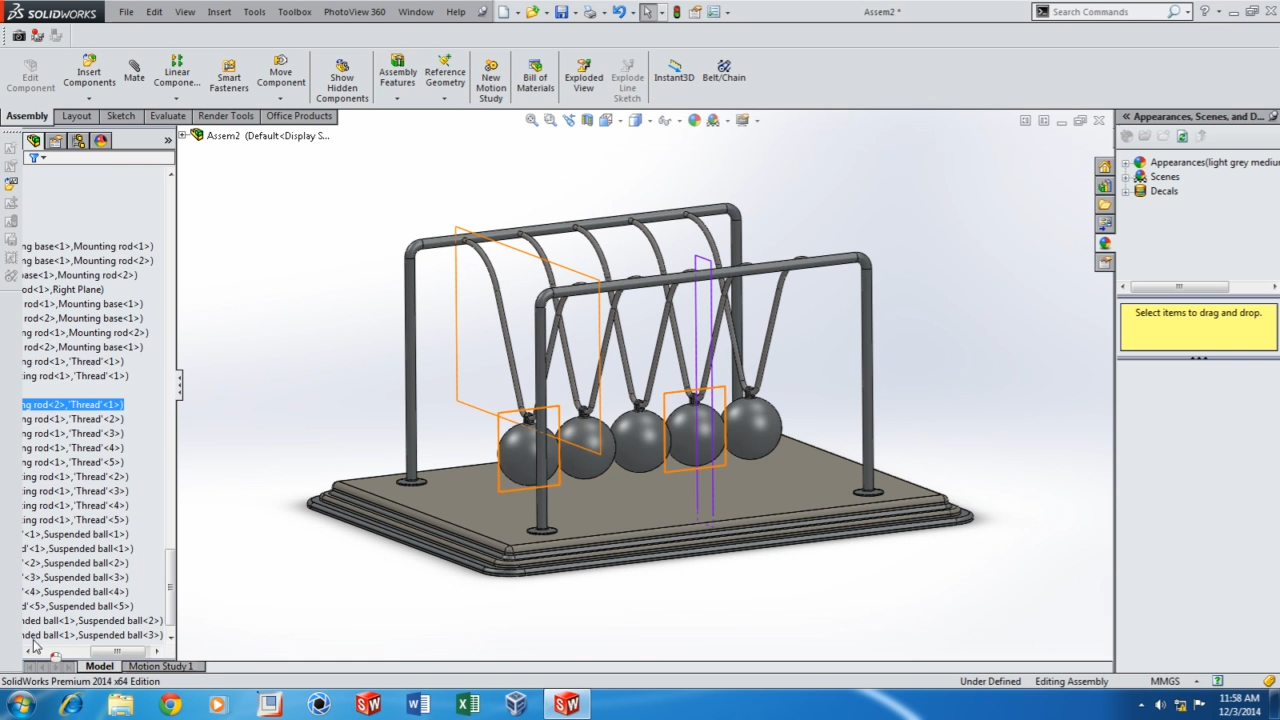 SOLIDWORKS File Edit View Insert Tools Toolbox PhotoView 360 Window Help Assem2 * Search Commands
Edit Component
Insert Components
Mate
Linear Compone...
Smart Fasteners
Move Component
Show Hidden Components
Assembly Features
Reference Geometry
New Motion Study
Bill of Materials
Exploded View
Explode Line Sketch
Instant3D
Belt/Chain
Assembly Layout Sketch Evaluate Render Tools Office Products
Assem2 (Default<Display S...
Appearances, Scenes, and D...
Appearances(light grey mediu
Scenes
Decals
Select items to drag and drop.
ng base<1>,Mounting rod<1>)
ng base<1>,Mounting rod<2>)
base<1>,Mounting rod<2>)
od<1>,Right Plane)
rod<1>,Mounting base<1>)
rod<2>,Mounting base<1>)
ng rod<1>,Mounting rod<2>)
rod<2>,Mounting base<1>)
ng rod<1>,'Thread'<1>)
ting rod<1>,'Thread'<1>)
ng rod<2>,'Thread'<1>)
ng rod<1>,'Thread'<2>)
ng rod<1>,'Thread'<3>)
ng rod<1>,'Thread'<4>)
ng rod<1>,'Thread'<5>)
ting rod<1>,'Thread'<2>)
ting rod<1>,'Thread'<3>)
ting rod<1>,'Thread'<4>)
ting rod<1>,'Thread'<5>)
'<1>,Suspended ball<1>)
d'<1>,Suspended ball<1>)
'<2>,Suspended ball<2>)
'<3>,Suspended ball<3>)
'<4>,Suspended ball<4>)
d'<5>,Suspended ball<5>)
nded ball<1>,Suspended ball<2>)
nded ball<1>,Suspended ball<3>)
Model Motion Study 1
SolidWorks Premium 2014 x64 Edition Under Defined Editing Assembly MMGS
11:58 AM
12/3/2014